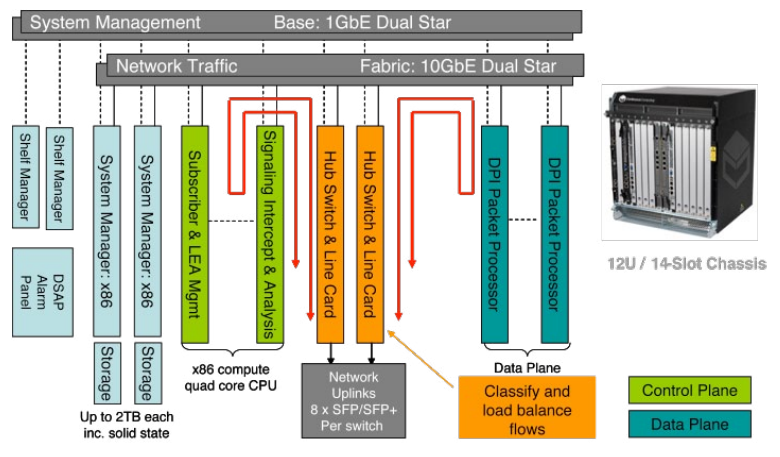 System Management Base: 1GbE Dual Star
Network Traffic Fabric: 10GbE Dual Star
Shelf Manager
Shelf Manager
System Manager: x86
System Manager: x86
Subscriber & LEA Mgmt
Signaling Intercept & Analysis
Hub Switch & Line Card
Hub Switch & Line Card
DPI Packet Processor
DPI Packet Processor
12U / 14-Slot Chassis
DSAP
Alarm
Panel
Storage
Storage
Up to 2TB each
inc. solid state
x86 compute
quad core CPU
Network
Uplinks
8 x SFP/SFP+
Per switch
Data Plane
Classify and
load balance
flows
Control Plane
Data Plane